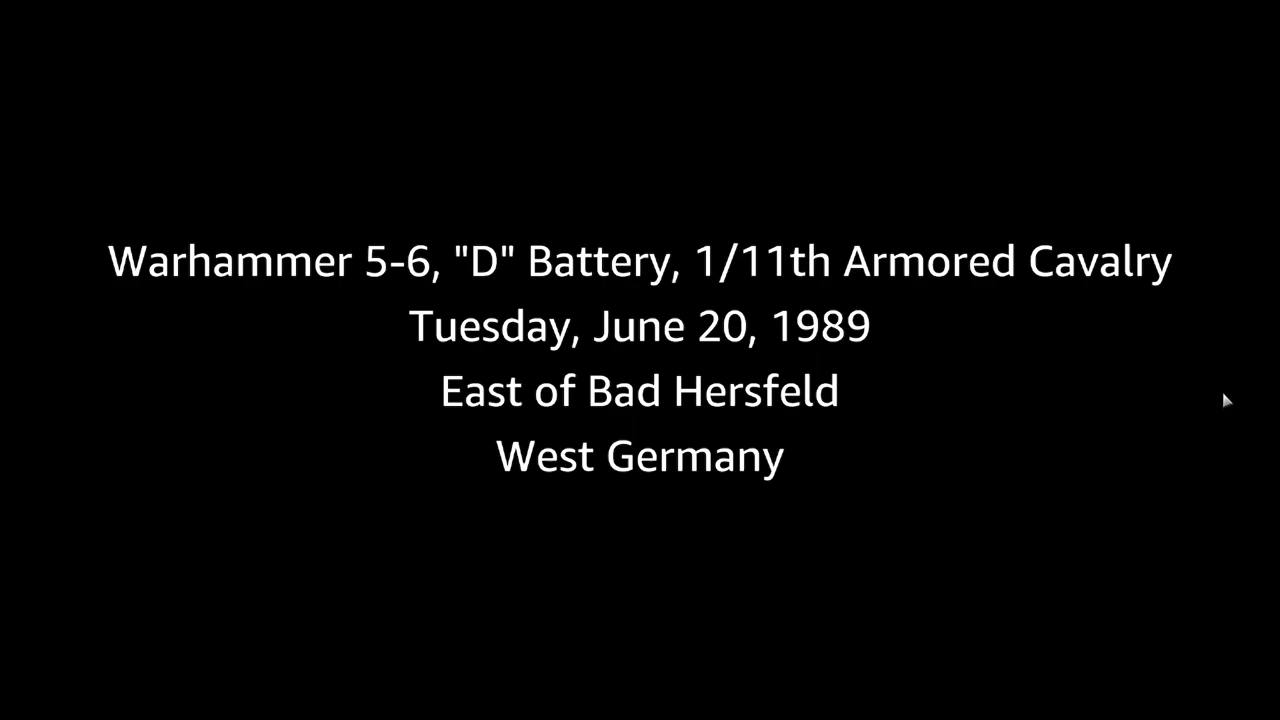 Warhammer 5-6, "D" Battery, 1/11th Armored Cavalry
Tuesday, June 20, 1989
East of Bad Hersfeld
West Germany